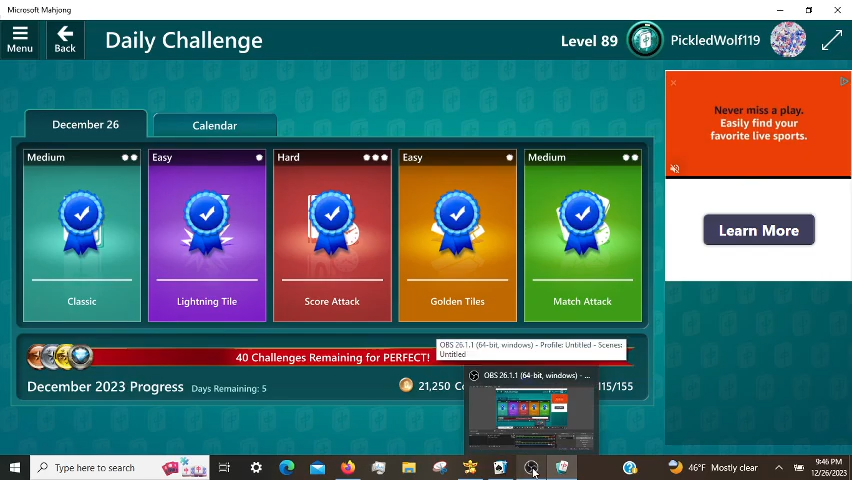 Microsoft Mahjong
Menu
Back
Daily Challenge
Level 89
PickledWolf119
December 26
Calendar
Never miss a play.
Easily find your
favorite live sports.
Learn More
Medium
Easy
Hard
Easy
Medium
Classic
Lightning Tile
Score Attack
Golden Tiles
Match Attack
OBS 26.1.1 (64-bit, windows) - Profile: Untitled - Scenes:
Untitled
40 Challenges Remaining for PERFECT!
OBS 26.1.1 (64-bit, windows) - ...
December 2023 Progress
Days Remaining: 5
21,250 Co
115/155
Type here to search
46°F Mostly clear
9:46 PM
12/26/2023